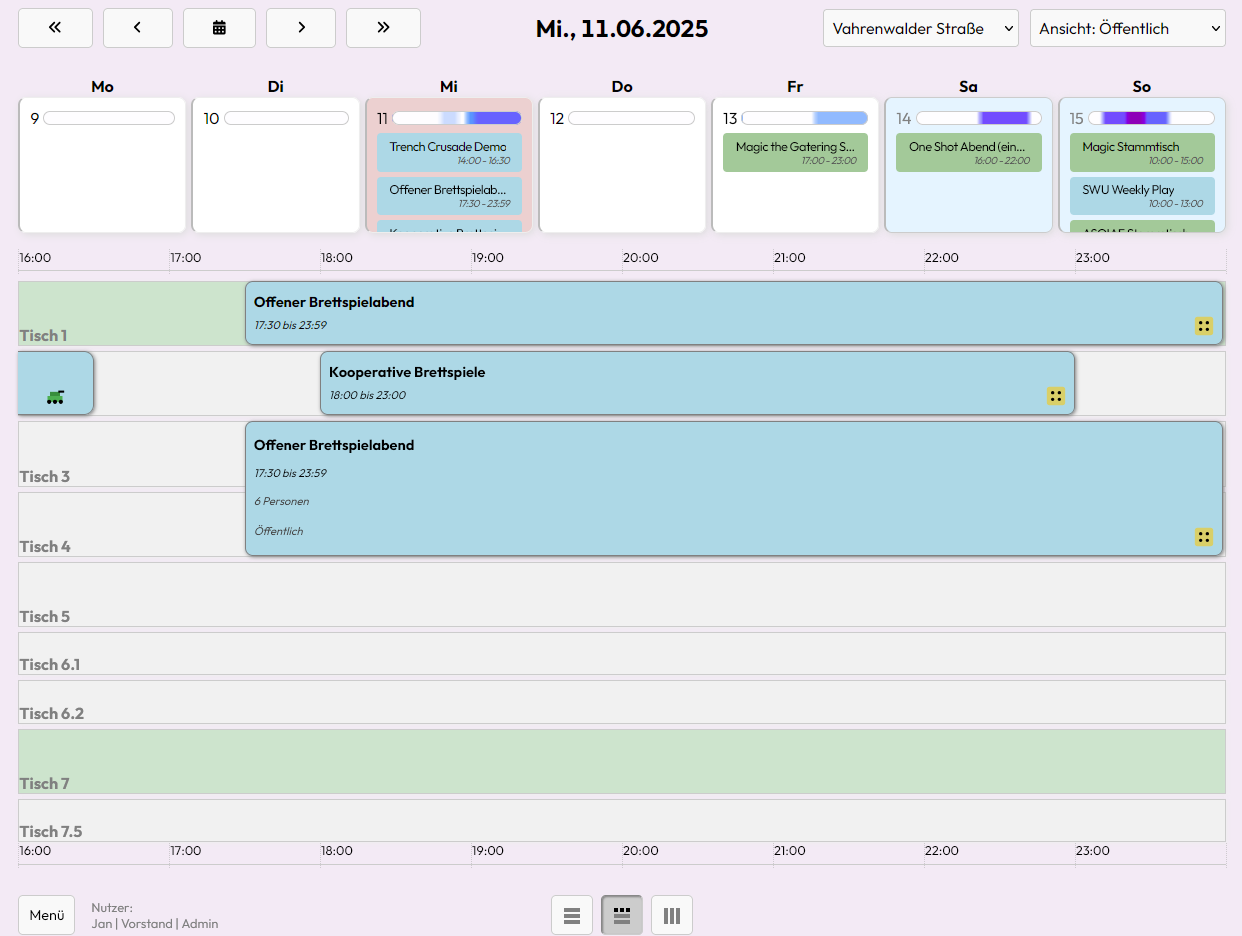 Mi., 11.06.2025
Vahrenwalder Straße
Ansicht: Öffentlich
Mo Di Mi Do Fr Sa So
9 10 11 12 13 14 15
Trench Crusade Demo
14:00 - 16:30
Offener Brettspielab...
17:30 - 23:59
Magic the Gatering S...
17:00 - 23:00
One Shot Abend (ein...
16:00 - 22:00
Magic Stammtisch
10:00 - 15:00
SWU Weekly Play
10:00 - 13:00
16:00 17:00 18:00 19:00 20:00 21:00 22:00 23:00
Tisch 1
Offener Brettspielabend
17:30 bis 23:59
Kooperative Brettspiele
18:00 bis 23:00
Tisch 3
Offener Brettspielabend
17:30 bis 23:59
6 Personen
Öffentlich
Tisch 4
Tisch 5
Tisch 6.1
Tisch 6.2
Tisch 7
Tisch 7.5
16:00 17:00 18:00 19:00 20:00 21:00 22:00 23:00
Menü
Nutzer:
Jan | Vorstand | Admin